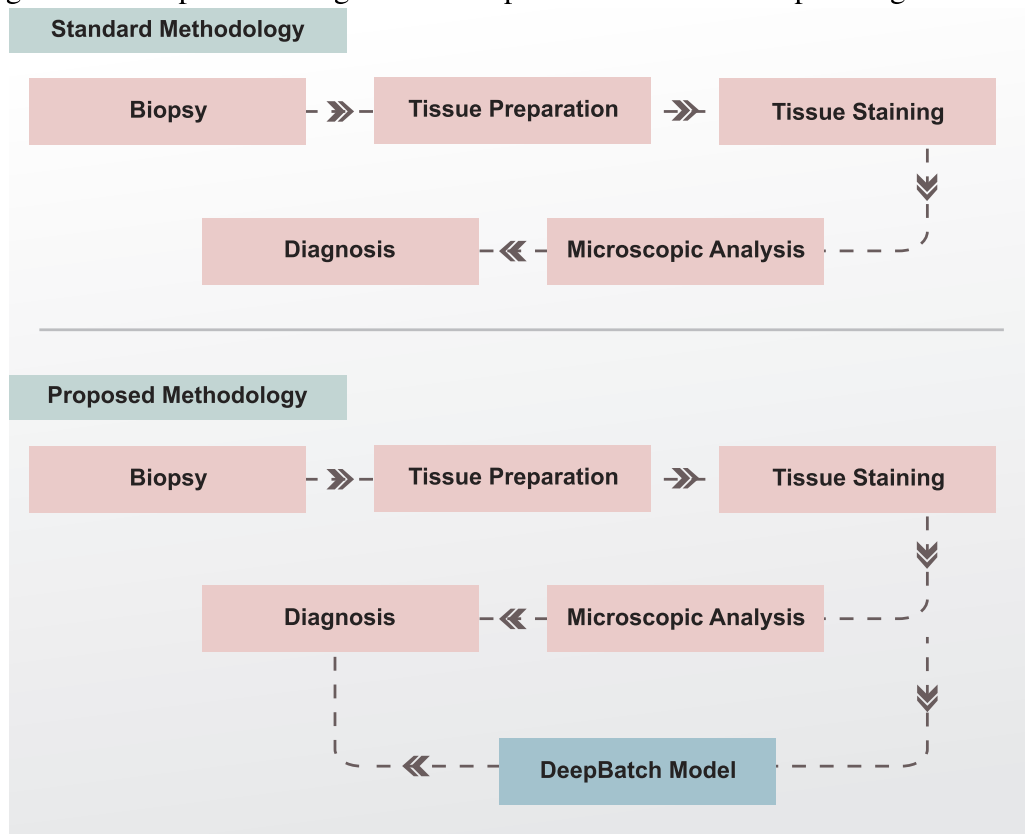 Standard Methodology
Biopsy
Tissue Preparation
Tissue Staining
Diagnosis
Microscopic Analysis
Proposed Methodology
Biopsy
Tissue Preparation
Tissue Staining
Diagnosis
Microscopic Analysis
DeepBatch Model